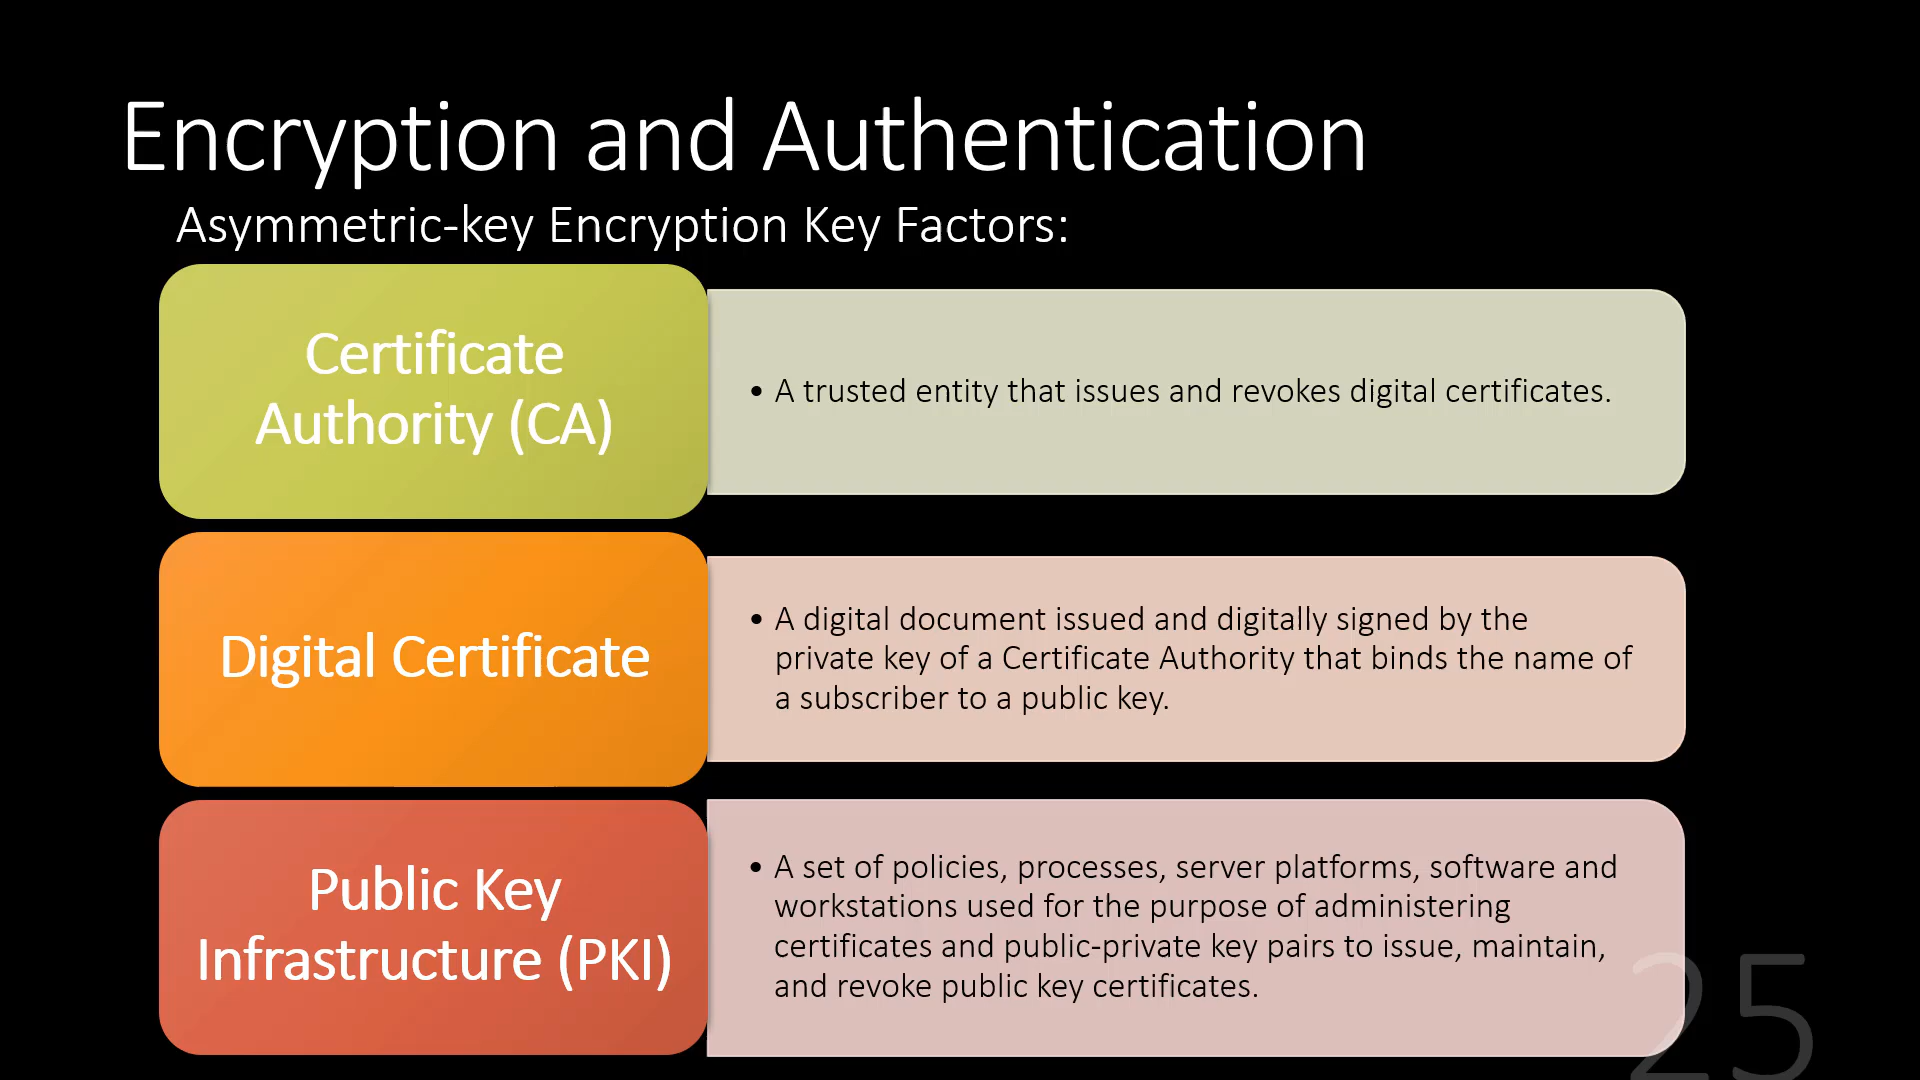 Encryption and Authentication
Asymmetric-key Encryption Key Factors:
Certificate
Authority (CA)
• A trusted entity that issues and revokes digital certificates.
Digital Certificate
• A digital document issued and digitally signed by the
private key of a Certificate Authority that binds the name of
a subscriber to a public key.
Public Key
Infrastructure (PKI)
• A set of policies, processes, server platforms, software and
workstations used for the purpose of administering
certificates and public-private key pairs to issue, maintain,
and revoke public key certificates.
25